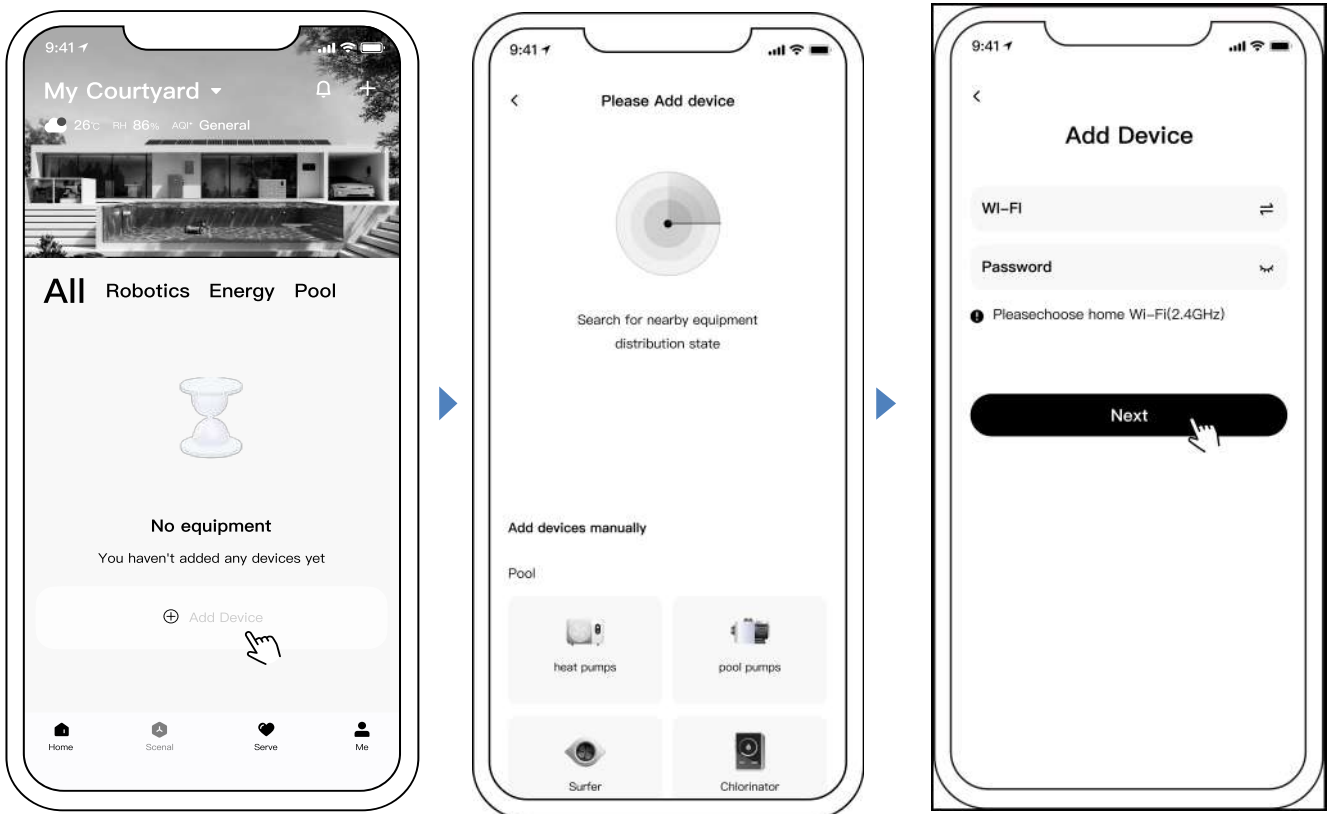 9:41
My Courtyard
26°C RH 86% AQI* General
All Robotics Energy Pool
No equipment
You haven't added any devices yet
Add Device
Home Scenal Serve Me
9:41
Please Add device
Search for nearby equipment
distribution state
Add devices manually
Pool
heat pumps pool pumps
Surfer Chlorinator
9:41
Add Device
WI-FI
Password
Pleasechoose home Wi-Fi(2.4GHz)
Next